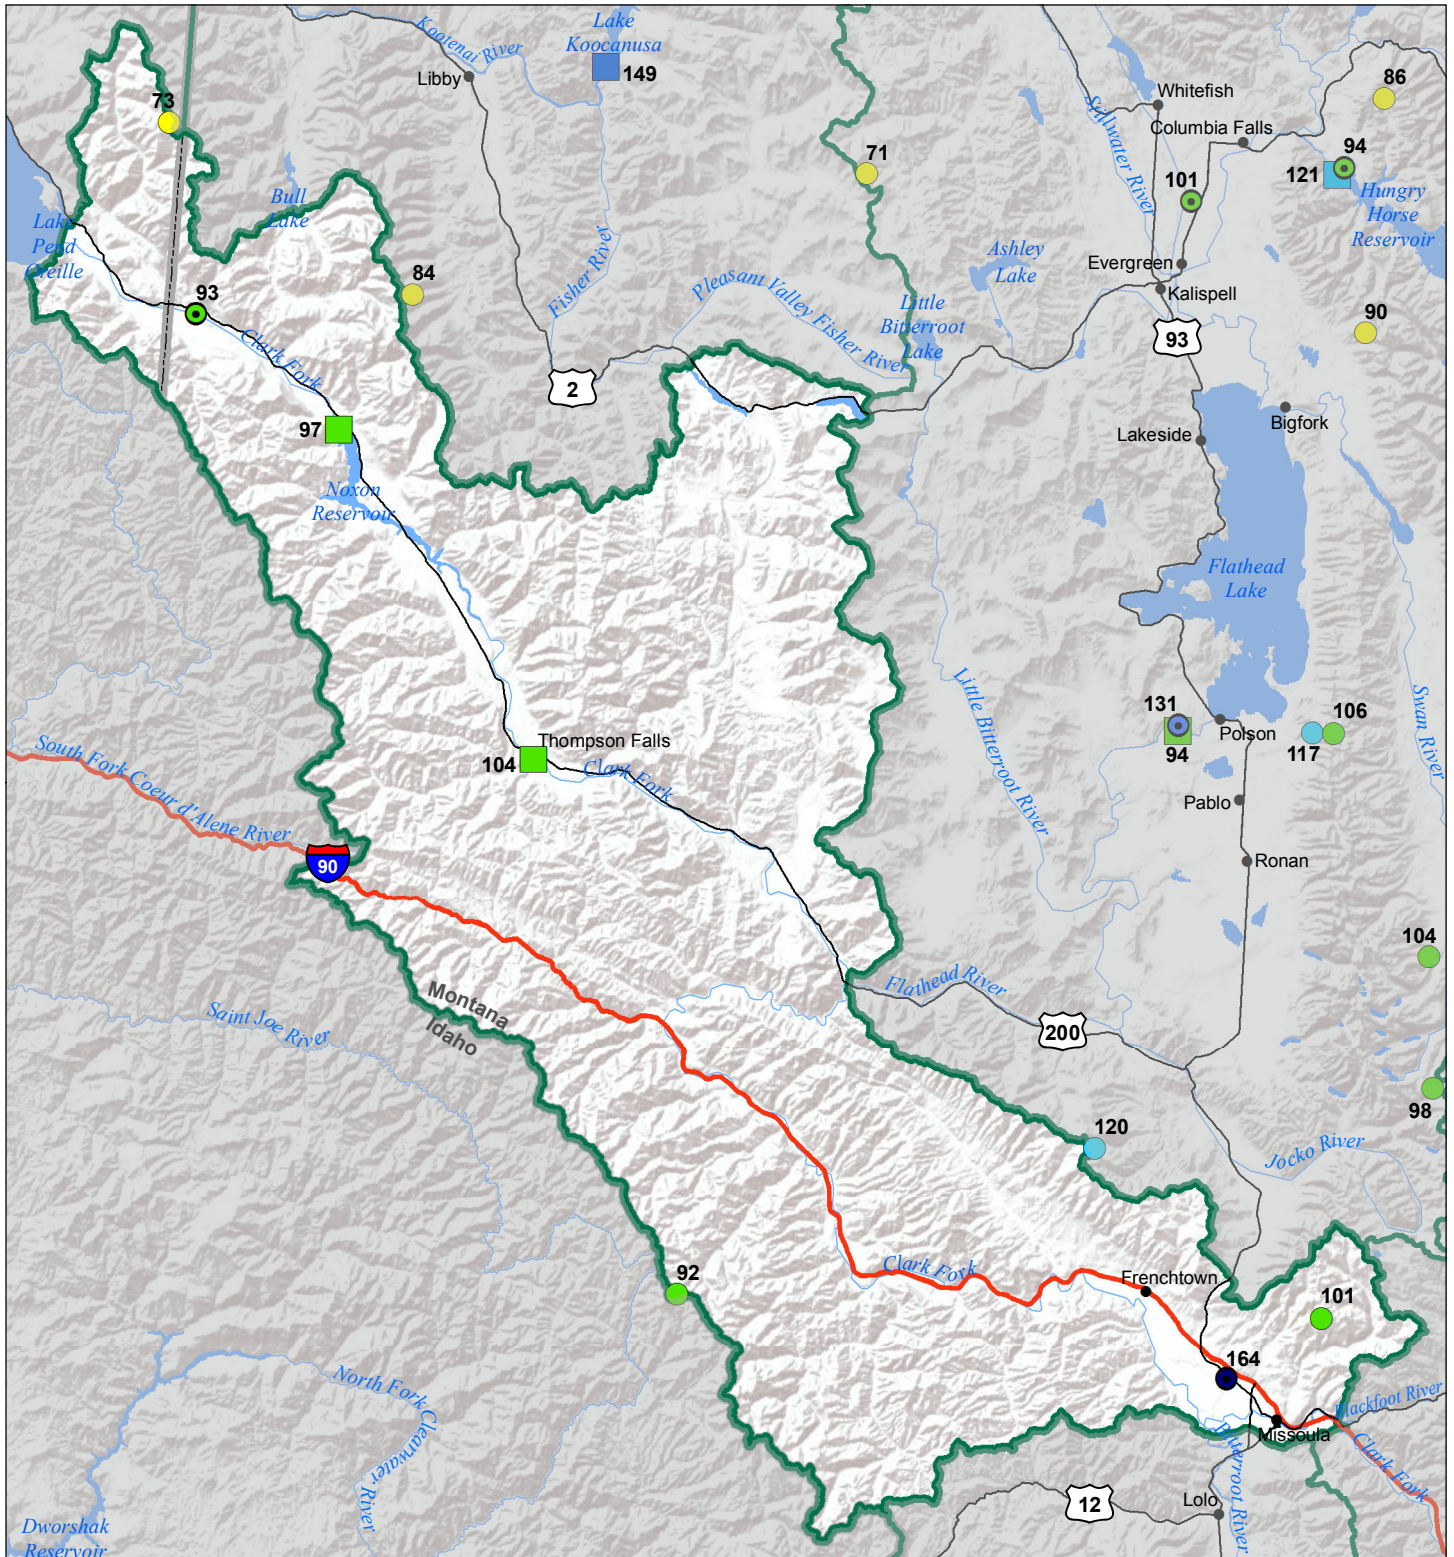 Kootenai River
Lake
Koocanusa
149
Libby
73
Bull
Lake
Lake
Pend
Oreille
93
84
Clark Fork
Fisher River
Pleasant Valley Fisher River
2
71
Little
Bitterroot
Lake
Ashley
Lake
Stillwater River
Whitefish
Columbia Falls
86
94
121
Hungry
Horse
Reservoir
101
Evergreen
Kalispell
93
90
Bigfork
Lakeside
97
Noxon
Reservoir
Flathead
Lake
Swan River
Little Bitterroot River
131
94
Polson
117
106
Pablo
Ronan
Thompson Falls
104
Clark Fork
South Fork Coeur d'Alene River
90
104
Flathead River
200
Montana
Idaho
Saint Joe River
98
120
Jocko River
92
Clark Fork
Frenchtown
101
164
Missoula
Blackfoot River
Clark Fork
Bitterroot River
North Fork Clearwater River
12
Lolo
Dworshak
Reservoir